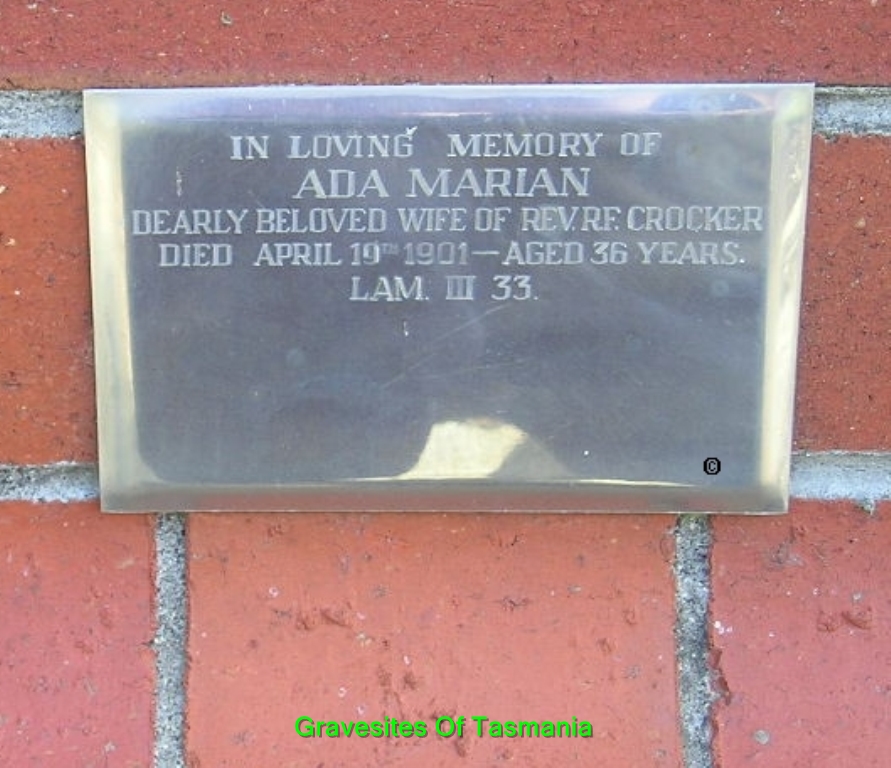 IN LOVING MEMORY OF
ADA MARIAN
DEARLY BELOVED WIFE OF REV. R.F. CROCKER
DIED APRIL 19TH 1901 — AGED 36 YEARS.
LAM. III 33.
©
Gravesites Of Tasmania